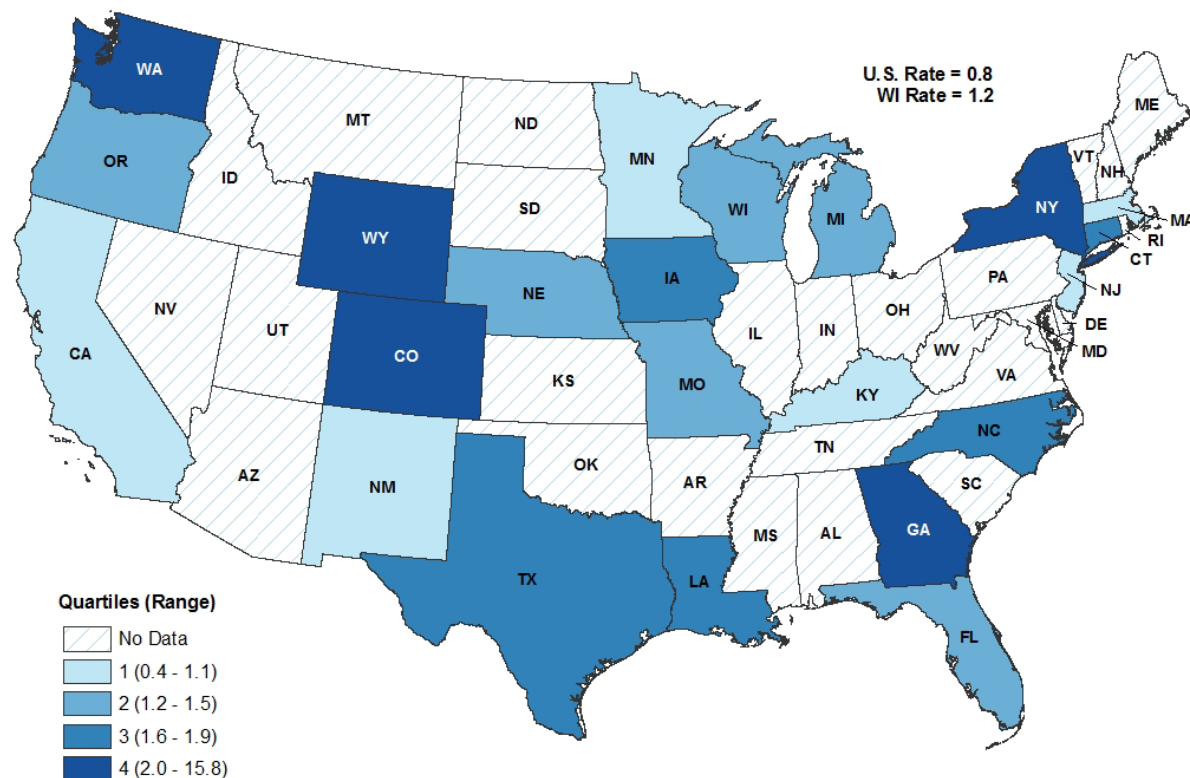 WA
U.S. Rate = 0.8
WI Rate = 1.2
ME
MT
ND
MN
VT
NH
OR
ID
SD
WI
MI
NY
MA
WY
RI
CT
IA
PA
NE
NJ
NV
UT
IL
IN
OH
DE
MD
CA
CO
WV
VA
KS
MO
KY
NC
TN
AZ
NM
OK
AR
SC
MS
AL
GA
TX
LA
FL
Quartiles (Range)
No Data
1 (0.4 - 1.1)
2 (1.2 - 1.5)
3 (1.6 - 1.9)
4 (2.0 - 15.8)